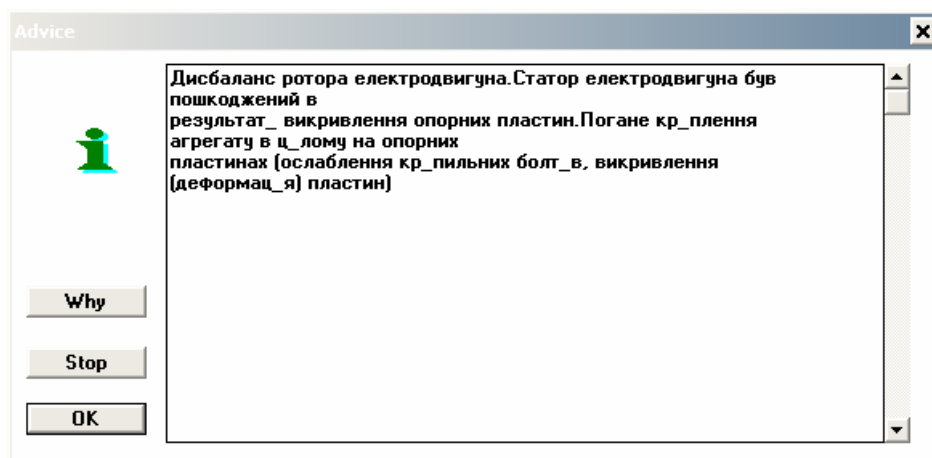 Advice
Дисбаланс ротора електродвигуна.Статор електродвигуна був
пошкоджений в
результат_ викривлення опорних пластин.Погане кр_плення
агрегату в ц_лому на опорних
пластинах (ослаблення кр_пильних болт_в, викривлення
(деформац_я) пластин)
Why
Stop
OK